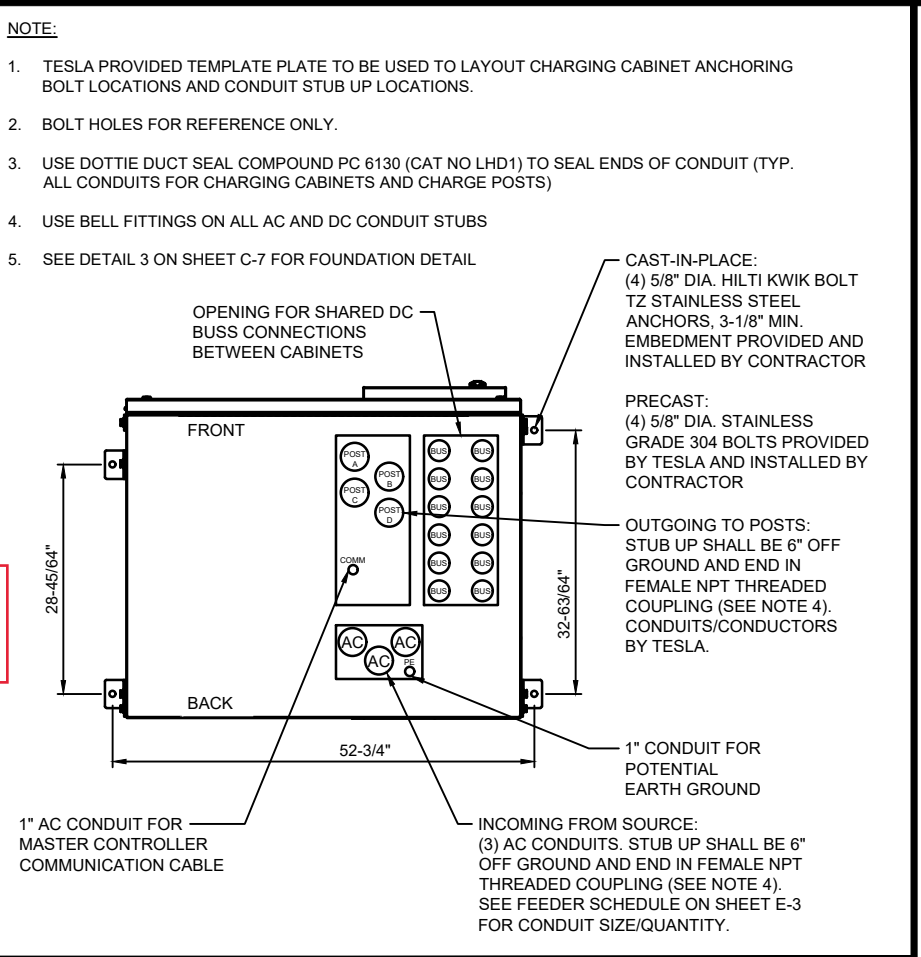 NOTE:
1. TESLA PROVIDED TEMPLATE PLATE TO BE USED TO LAYOUT CHARGING CABINET ANCHORING
BOLT LOCATIONS AND CONDUIT STUB UP LOCATIONS.
2. BOLT HOLES FOR REFERENCE ONLY.
3. USE DOTTIE DUCT SEAL COMPOUND PC 6130 (CAT NO LHD1) TO SEAL ENDS OF CONDUIT (TYP.
ALL CONDUITS FOR CHARGING CABINETS AND CHARGE POSTS)
4. USE BELL FITTINGS ON ALL AC AND DC CONDUIT STUBS
5. SEE DETAIL 3 ON SHEET C-7 FOR FOUNDATION DETAIL
CAST-IN-PLACE:
(4) 5/8" DIA. HILTI KWIK BOLT
TZ STAINLESS STEEL
ANCHORS, 3-1/8" MIN.
EMBEDMENT PROVIDED AND
INSTALLED BY CONTRACTOR
OPENING FOR SHARED DC
BUSS CONNECTIONS
BETWEEN CABINETS
PRECAST:
(4) 5/8" DIA. STAINLESS
GRADE 304 BOLTS PROVIDED
BY TESLA AND INSTALLED BY
CONTRACTOR
FRONT
POST
A
POST
B
POST
C
POST
D
COMM
BUS BUS
BUS BUS
BUS BUS
BUS BUS
BUS BUS
BUS BUS
OUTGOING TO POSTS:
STUB UP SHALL BE 6" OFF
GROUND AND END IN
FEMALE NPT THREADED
COUPLING (SEE NOTE 4).
CONDUITS/CONDUCTORS
BY TESLA.
28-45/64"
32-63/64"
AC AC
AC
PE
BACK
52-3/4"
1" CONDUIT FOR
POTENTIAL
EARTH GROUND
1" AC CONDUIT FOR
MASTER CONTROLLER
COMMUNICATION CABLE
INCOMING FROM SOURCE:
(3) AC CONDUITS. STUB UP SHALL BE 6"
OFF GROUND AND END IN FEMALE NPT
THREADED COUPLING (SEE NOTE 4).
SEE FEEDER SCHEDULE ON SHEET E-3
FOR CONDUIT SIZE/QUANTITY.